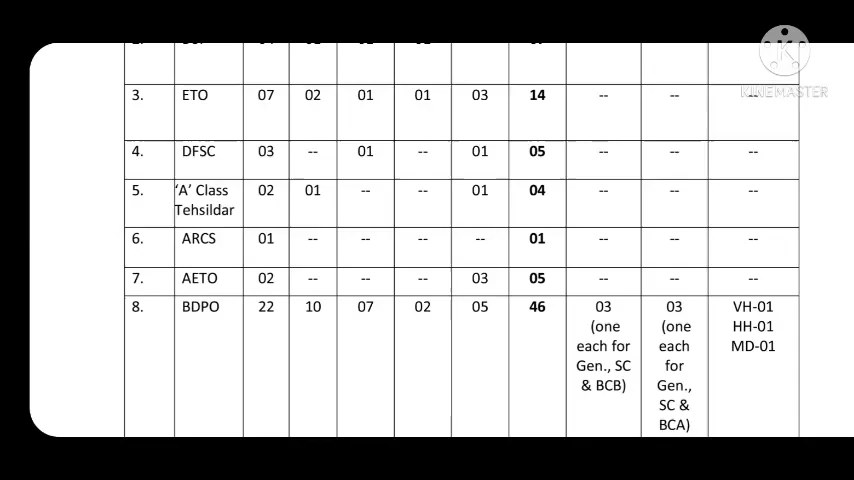 3. ETO 07 02 01 01 03 14 -- -- --
KINEMASTER
4. DFSC 03 -- 01 -- 01 05 -- -- --
5. ‘A’ Class 02 01 -- -- 01 04 -- -- --
Tehsildar
6. ARCS 01 -- -- -- -- 01 -- -- --
7. AETO 02 -- -- -- 03 05 -- -- --
8. BDPO 22 10 07 02 05 46 03 03 VH-01
(one (one HH-01
each for each MD-01
Gen., SC for
& BCB) Gen.,
SC &
BCA)